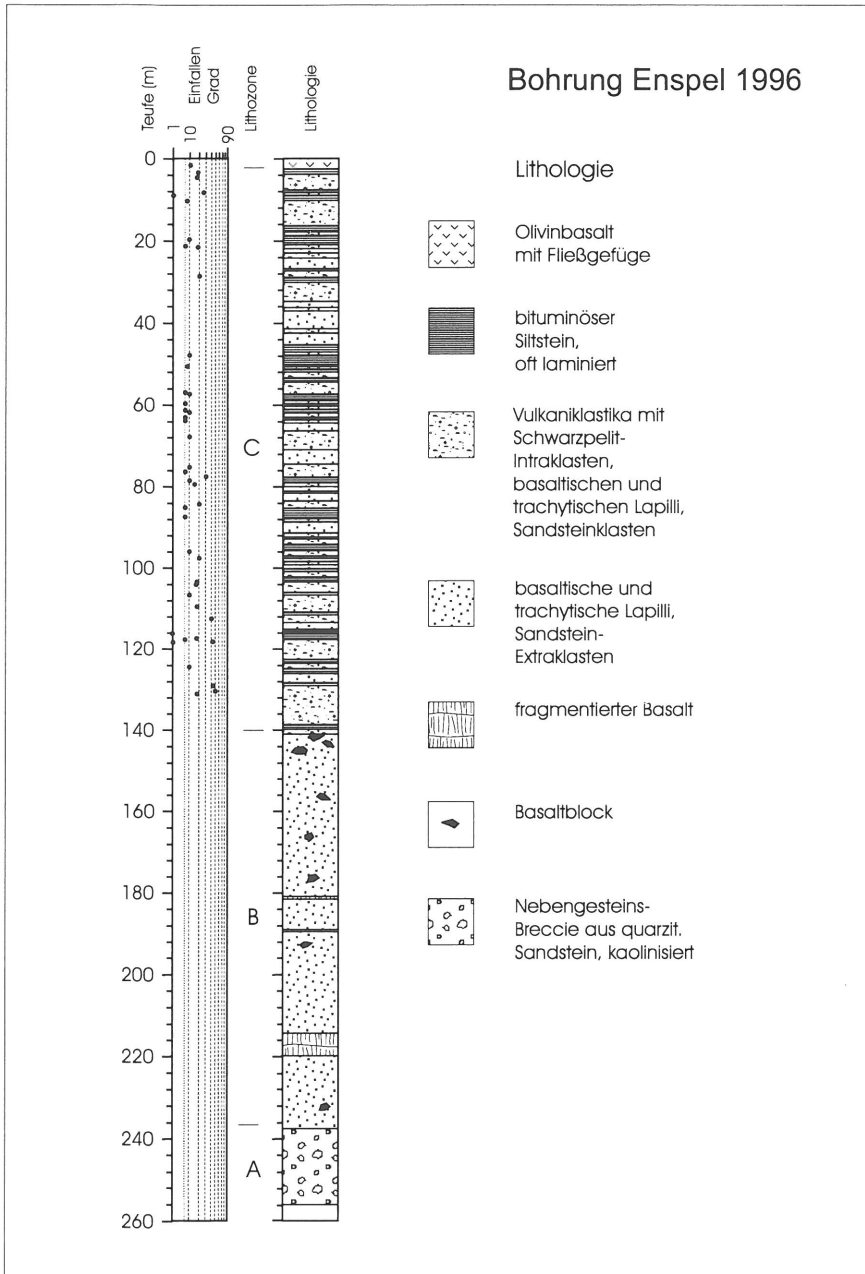 Bohrung Enspel 1996
Teufe (m)
Einfallen
Grad
Lithozone
Lithologie
1
10
90
0
20
40
60
80
100
120
140
160
180
200
220
240
260
C
B
A
Lithologie
Olivinbasalt
mit Fließgefüge
bituminöser
Siltstein,
oft laminiert
Vulkaniklastika mit
Schwarzpelit-
Intraklasten,
basaltischen und
trachytischen Lapilli,
Sandsteinklasten
basaltische und
trachytische Lapilli,
Sandstein-
Extraklasten
fragmentierter Basalt
Basaltblock
Nebengesteins-
Breccie aus quarzit.
Sandstein, kaolinisiert